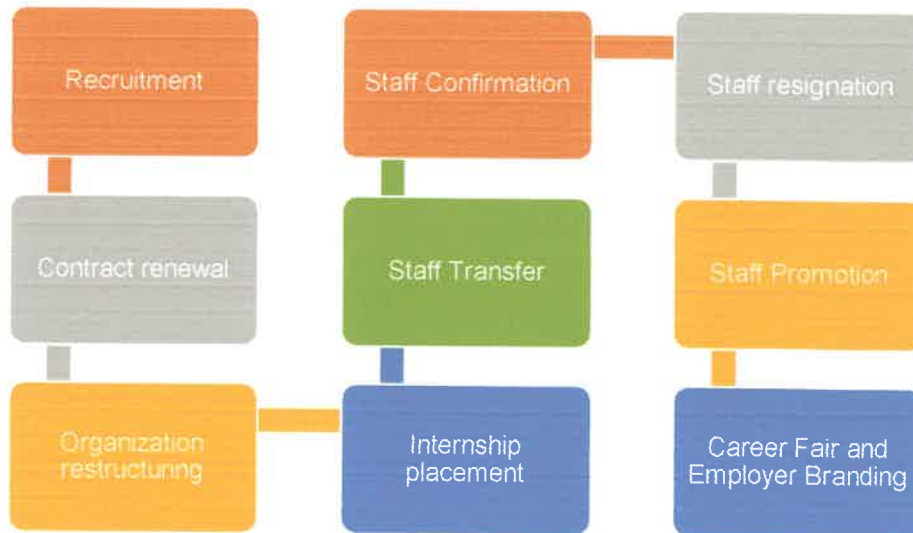 Recruitment
Contract renewal
Organization
restructuring
Internship
placement
Staff Transfer
Staff Confirmation
Staff resignation
Staff Promotion
Career Fair and
Employer Branding